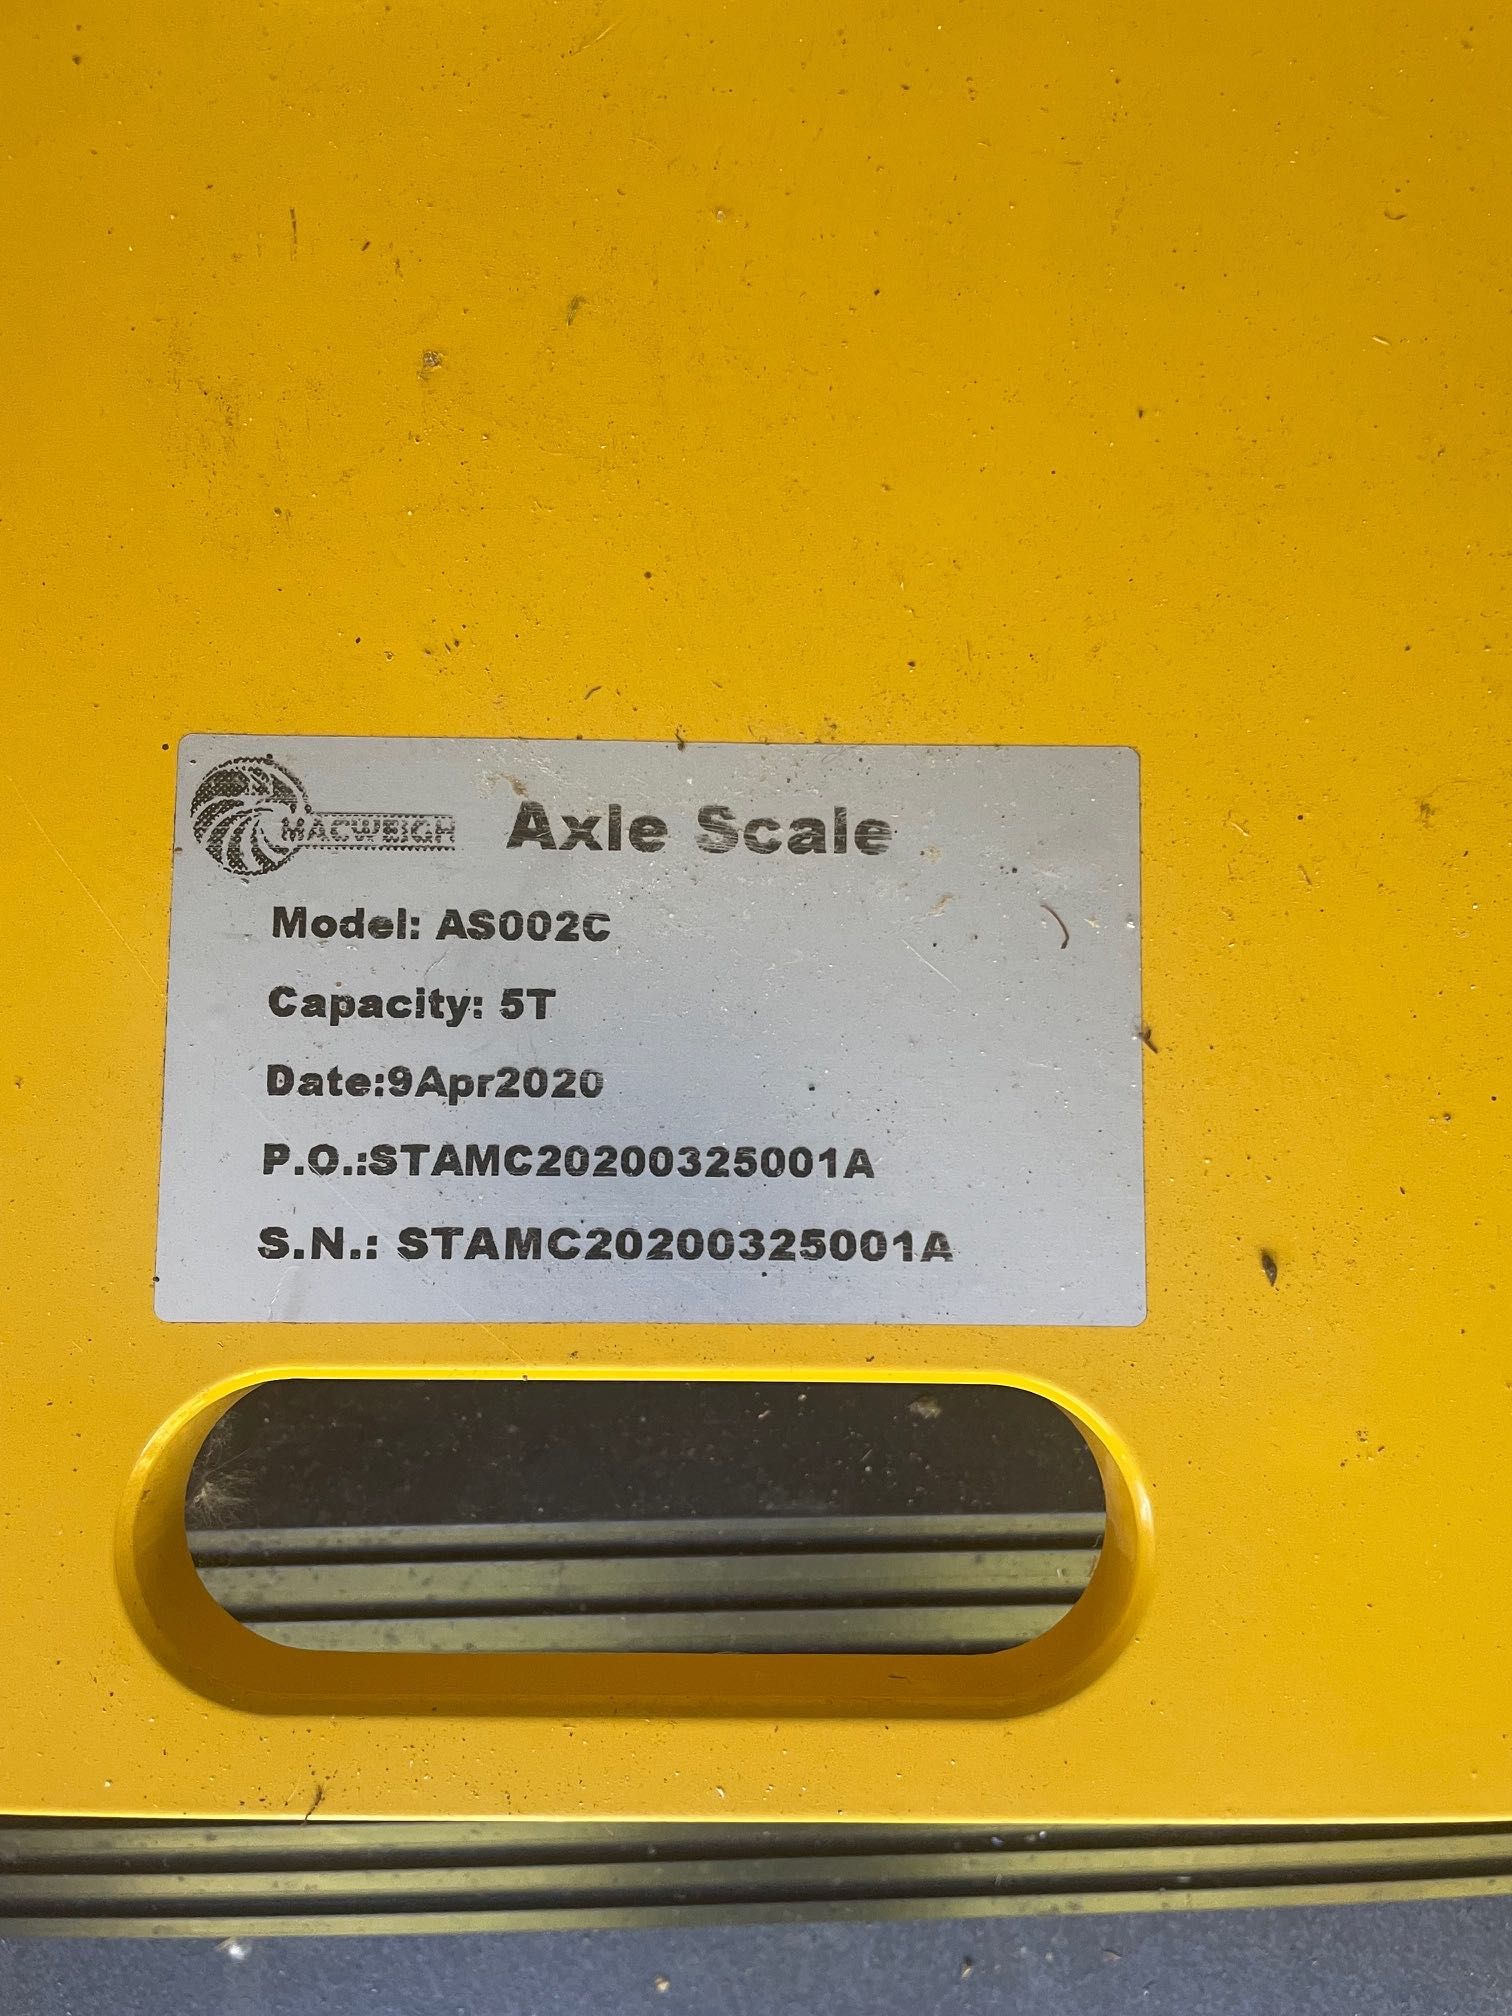 MACWEIGH Axle Scale
Model: AS002C
Capacity: 5T
Date:9Apr2020
P.O.:STAMC20200325001A
S.N.: STAMC20200325001A